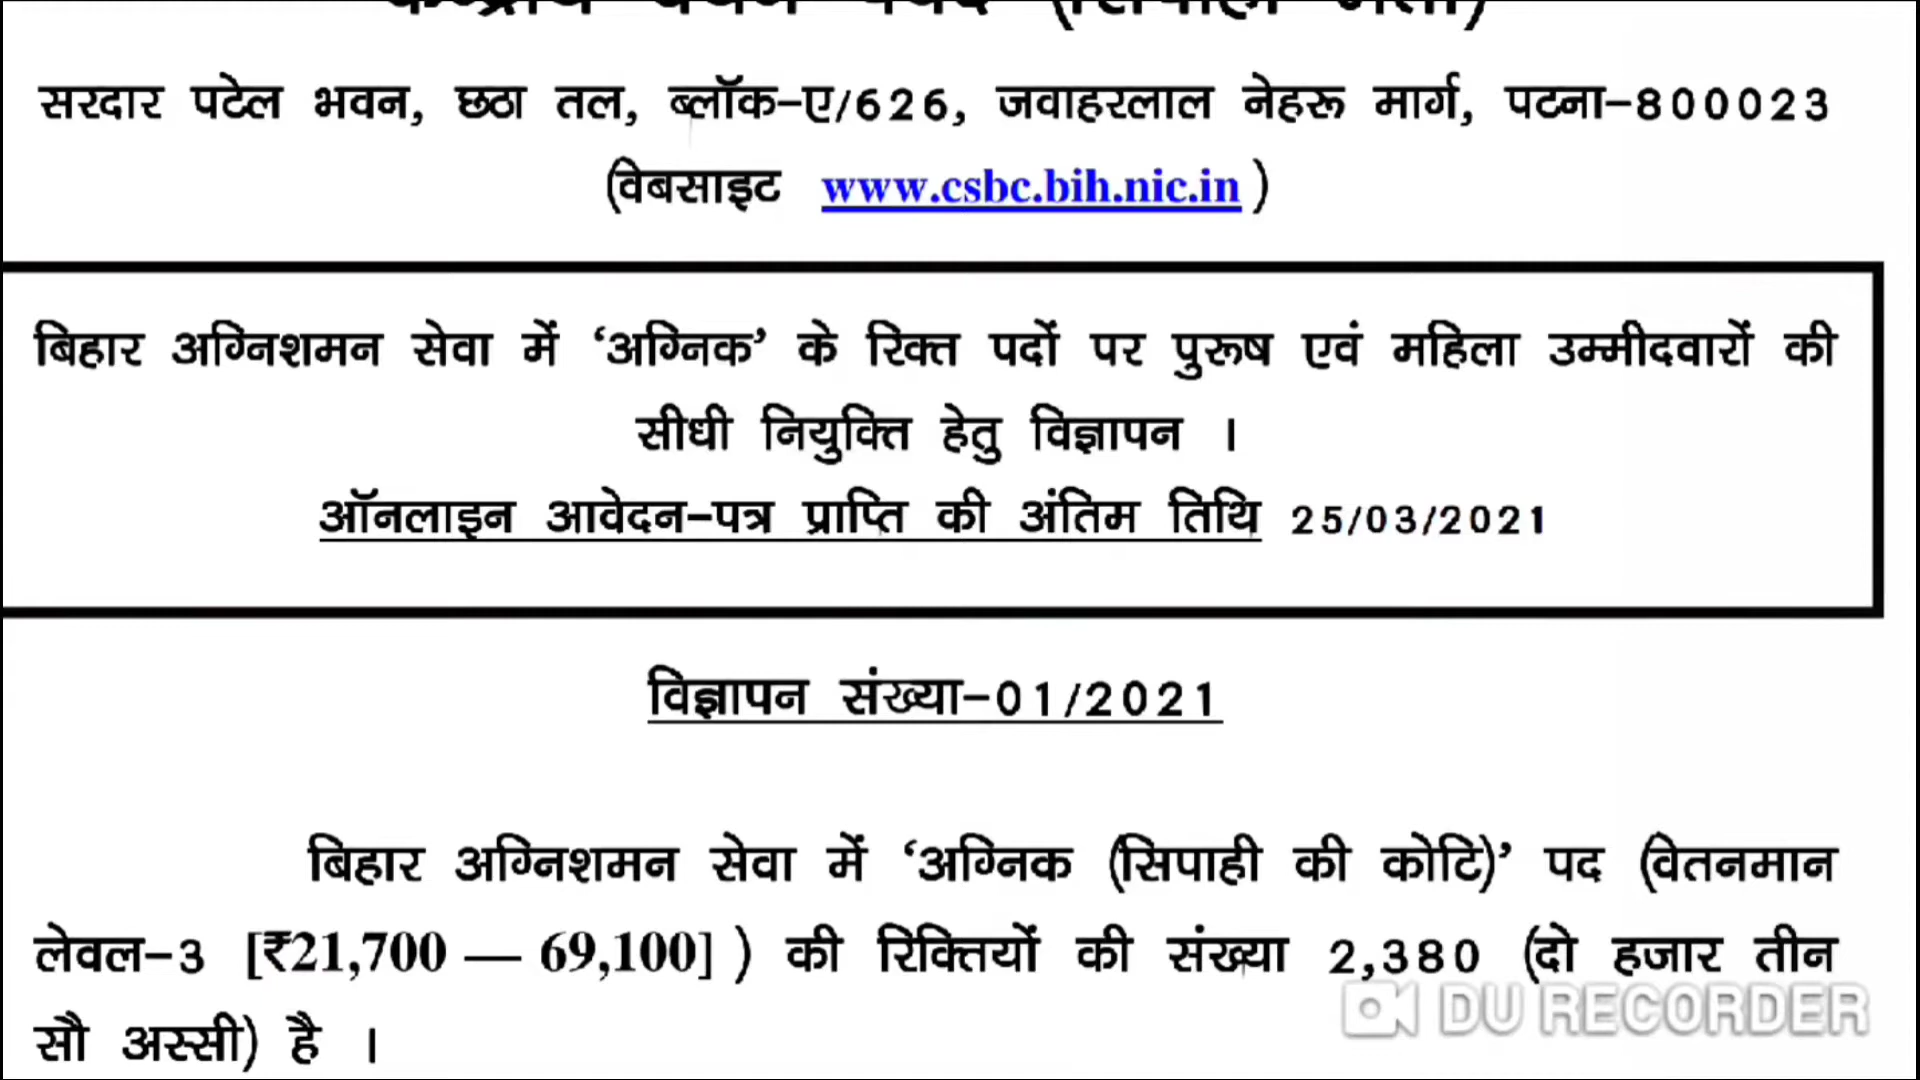 (सिपाही भर्ती)
सरदार पटेल भवन, छठा तल, ब्लॉक-ए/626, जवाहरलाल नेहरू मार्ग, पटना-800023
(वेबसाइट www.csbc.bih.nic.in )
बिहार अग्निशमन सेवा में ‘अग्निक’ के रिक्त पदों पर पुरूष एवं महिला उम्मीदवारों की
सीधी नियुक्ति हेतु विज्ञापन ।
ऑनलाइन आवेदन-पत्र प्राप्ति की अंतिम तिथि 25/03/2021
विज्ञापन संख्या-01/2021
बिहार अग्निशमन सेवा में ‘अग्निक (सिपाही की कोटि)’ पद (वेतनमान
लेवल-3 [₹21,700 — 69,100] ) की रिक्तियों की संख्या 2,380 (दो हजार तीन
सौ अस्सी) है ।
DU RECORDER